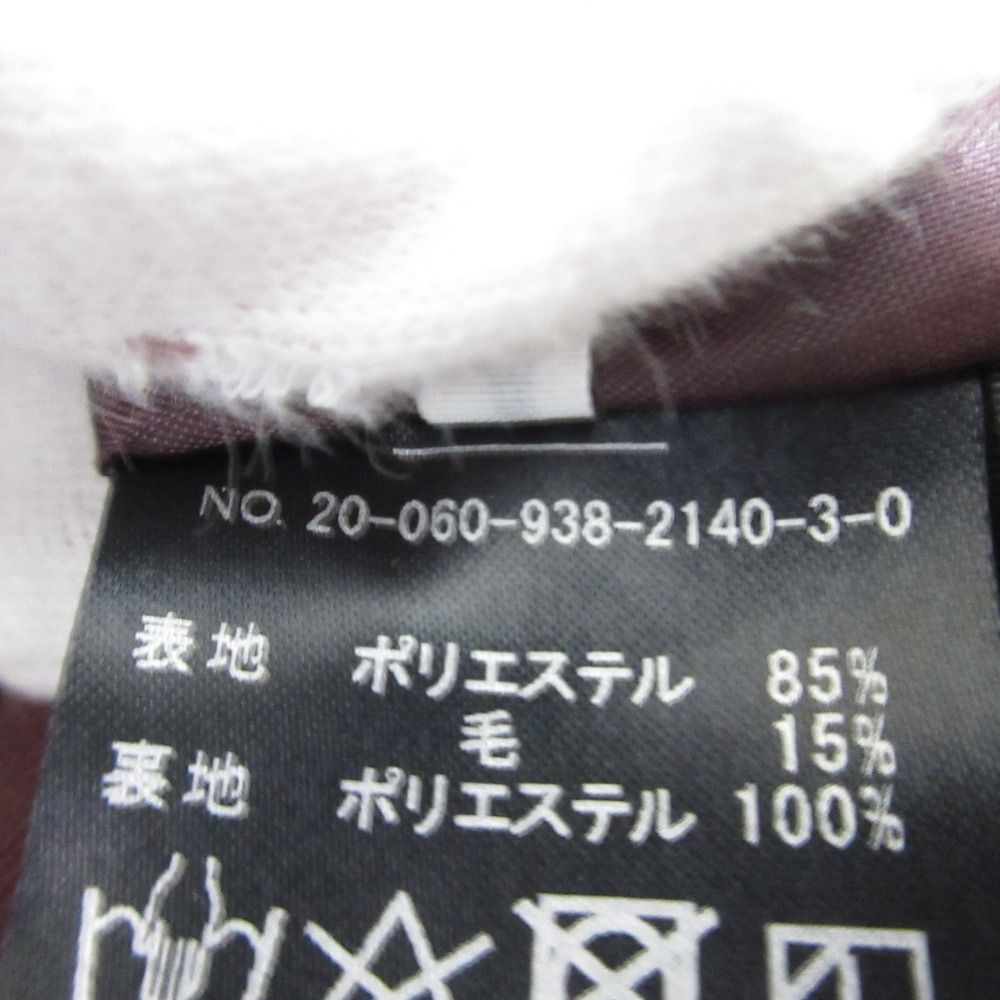 NO. 20-060-938-2140-3-0
表地 ポリエステル 85%
毛 15%
裏地 ポリエステル 100%